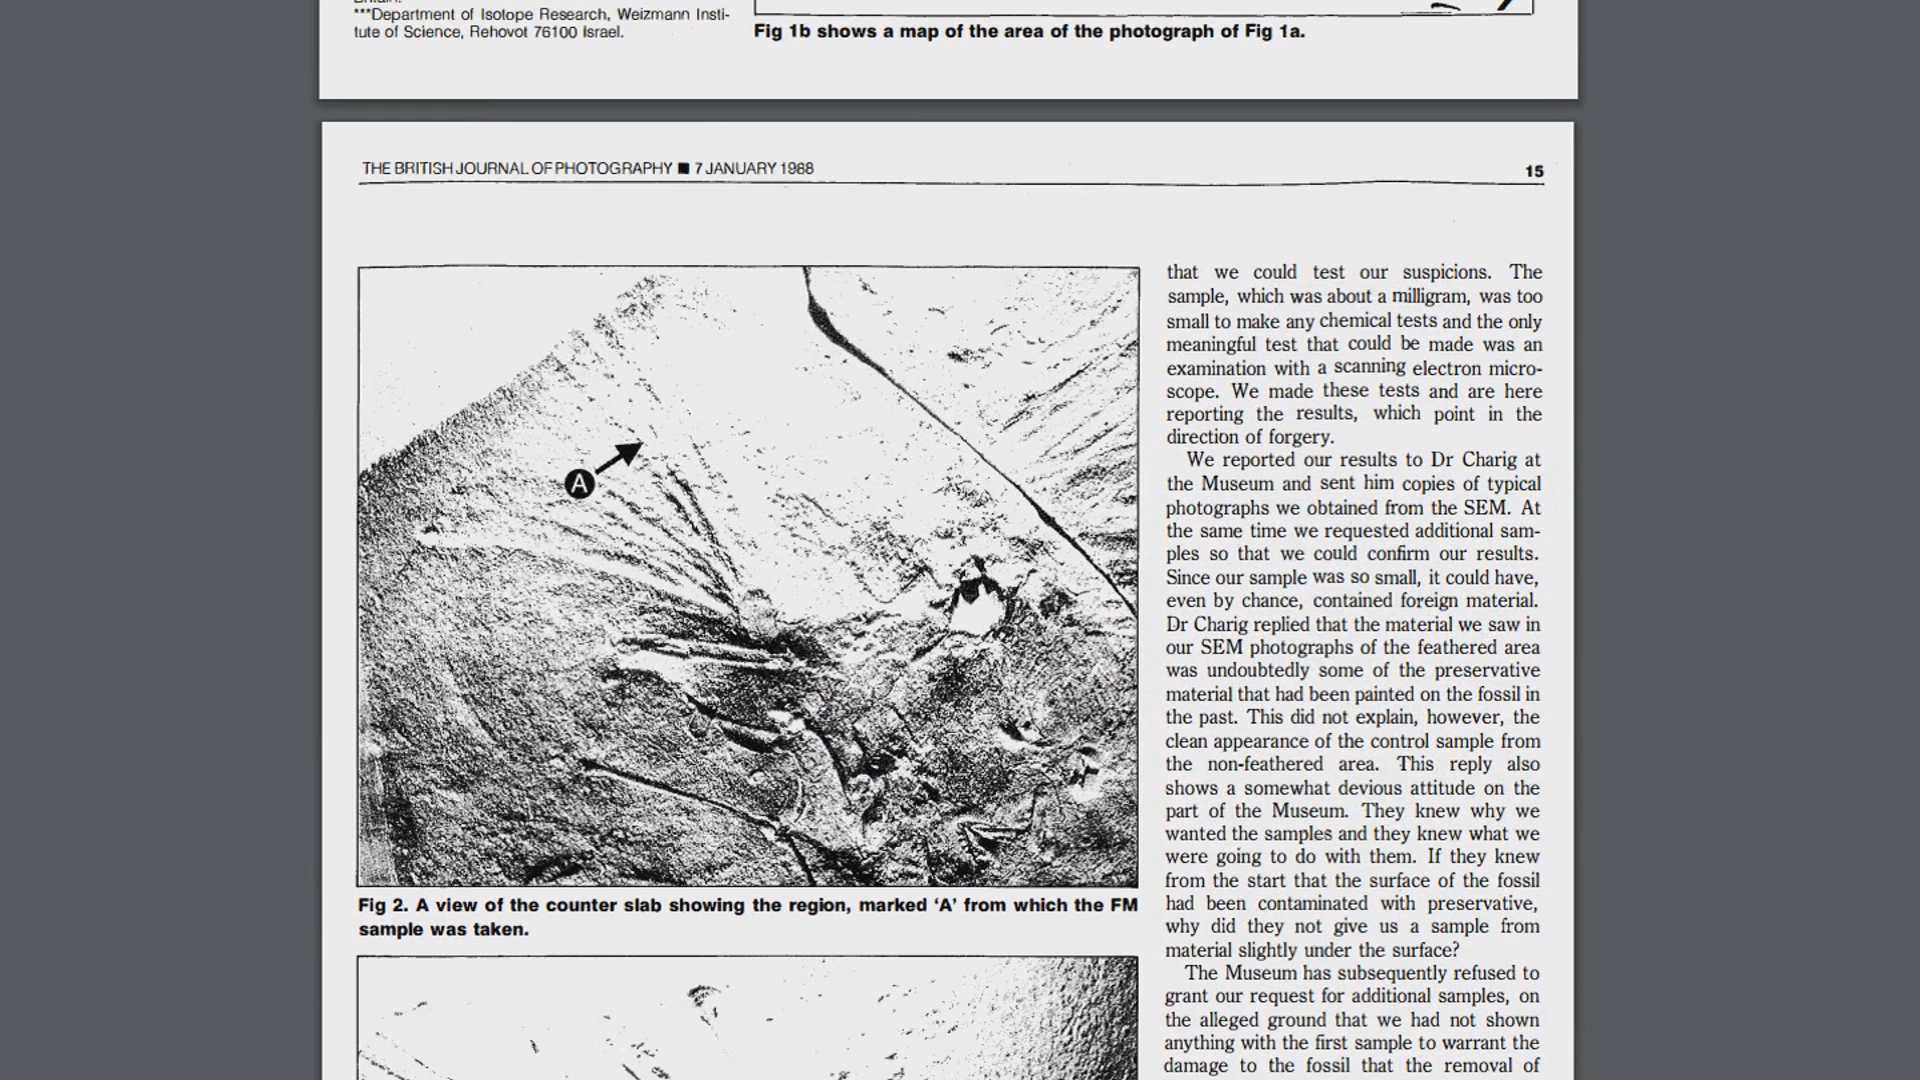 ***Department of Isotope Research, Weizmann Insti-
tute of Science, Rehovot 76100 Israel.
Fig 1b shows a map of the area of the photograph of Fig 1a.
THE BRITISH JOURNAL OF PHOTOGRAPHY ■ 7 JANUARY 1988
15
A
Fig 2. A view of the counter slab showing the region, marked ‘A’ from which the FM
sample was taken.
that we could test our suspicions. The
sample, which was about a milligram, was too
small to make any chemical tests and the only
meaningful test that could be made was an
examination with a scanning electron micro-
scope. We made these tests and are here
reporting the results, which point in the
direction of forgery.
We reported our results to Dr Charig at
the Museum and sent him copies of typical
photographs we obtained from the SEM. At
the same time we requested additional sam-
ples so that we could confirm our results.
Since our sample was so small, it could have,
even by chance, contained foreign material.
Dr Charig replied that the material we saw in
our SEM photographs of the feathered area
was undoubtedly some of the preservative
material that had been painted on the fossil in
the past. This did not explain, however, the
clean appearance of the control sample from
the non-feathered area. This reply also
shows a somewhat devious attitude on the
part of the Museum. They knew why we
wanted the samples and they knew what we
were going to do with them. If they knew
from the start that the surface of the fossil
had been contaminated with preservative,
why did they not give us a sample from
material slightly under the surface?
The Museum has subsequently refused to
grant our request for additional samples, on
the alleged ground that we had not shown
anything with the first sample to warrant the
damage to the fossil that the removal of